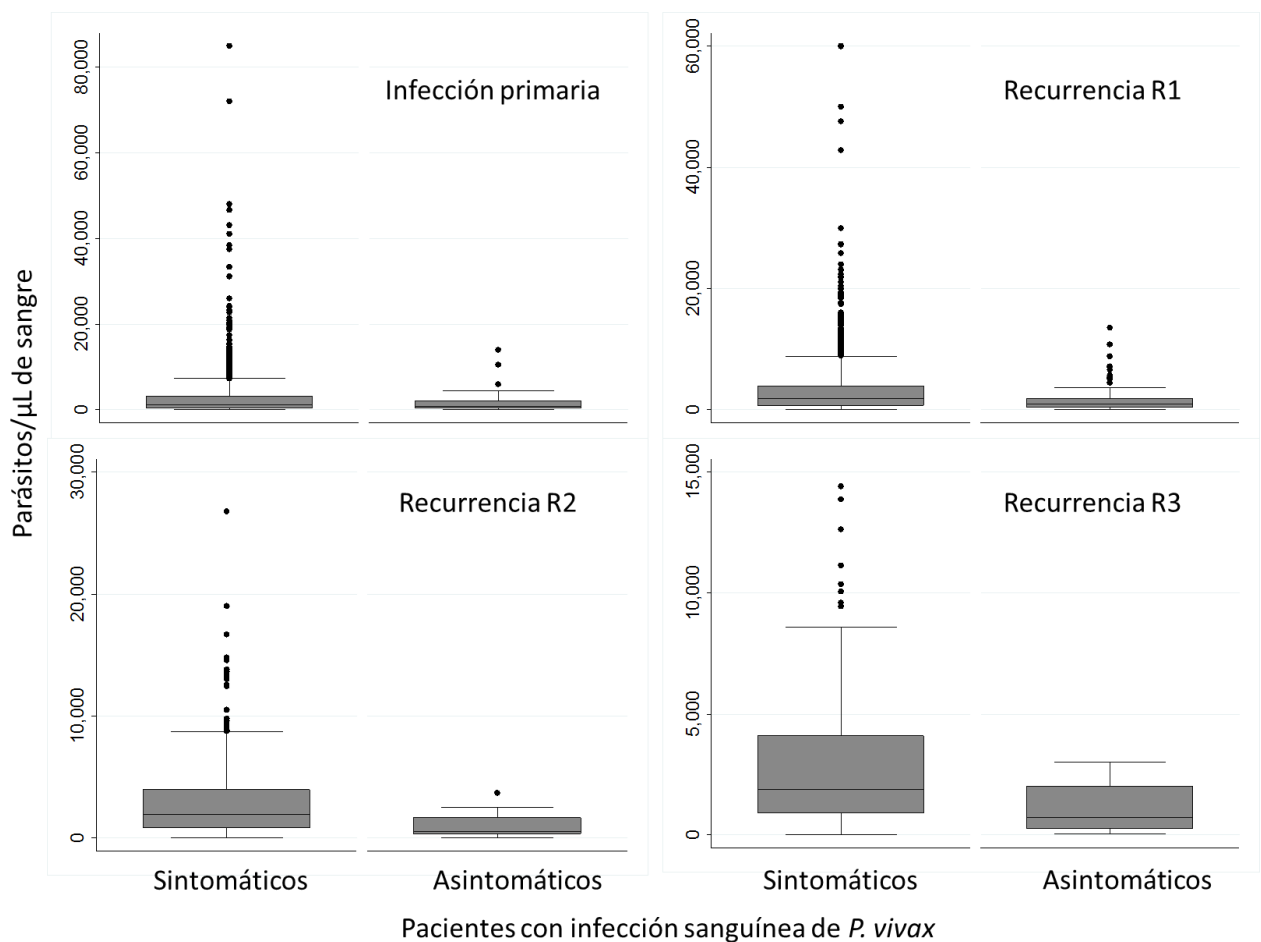 Parásitos/µL de sangre
Infección primaria
80,000
60,000
40,000
20,000
0
Recurrencia R1
60,000
40,000
20,000
0
Recurrencia R2
30,000
20,000
10,000
0
Recurrencia R3
15,000
10,000
5,000
0
Sintomáticos
Asintomáticos
Sintomáticos
Asintomáticos
Pacientes con infección sanguínea de P. vivax